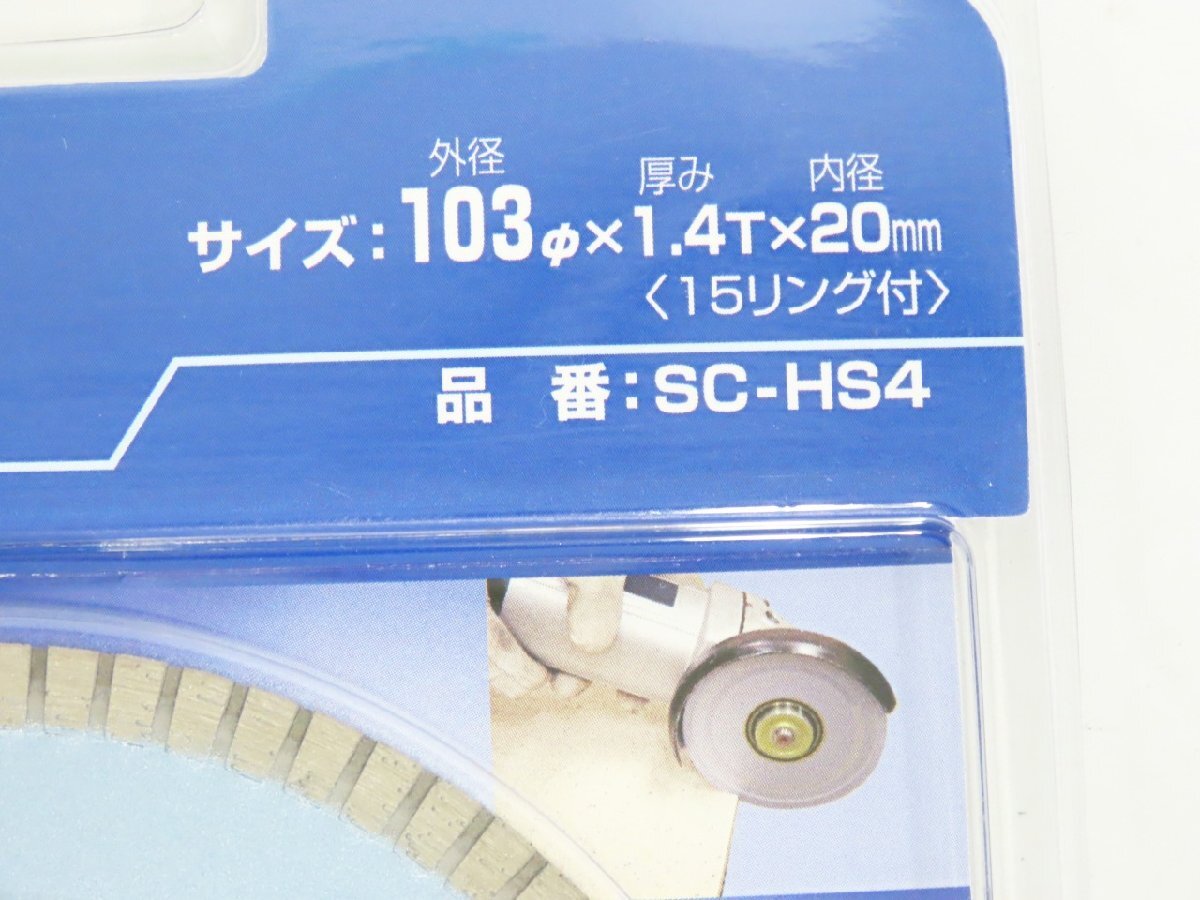 外径 厚み 内径
サイズ：103φ×1.4T×20mm
〈15リング付〉
品 番：SC-HS4